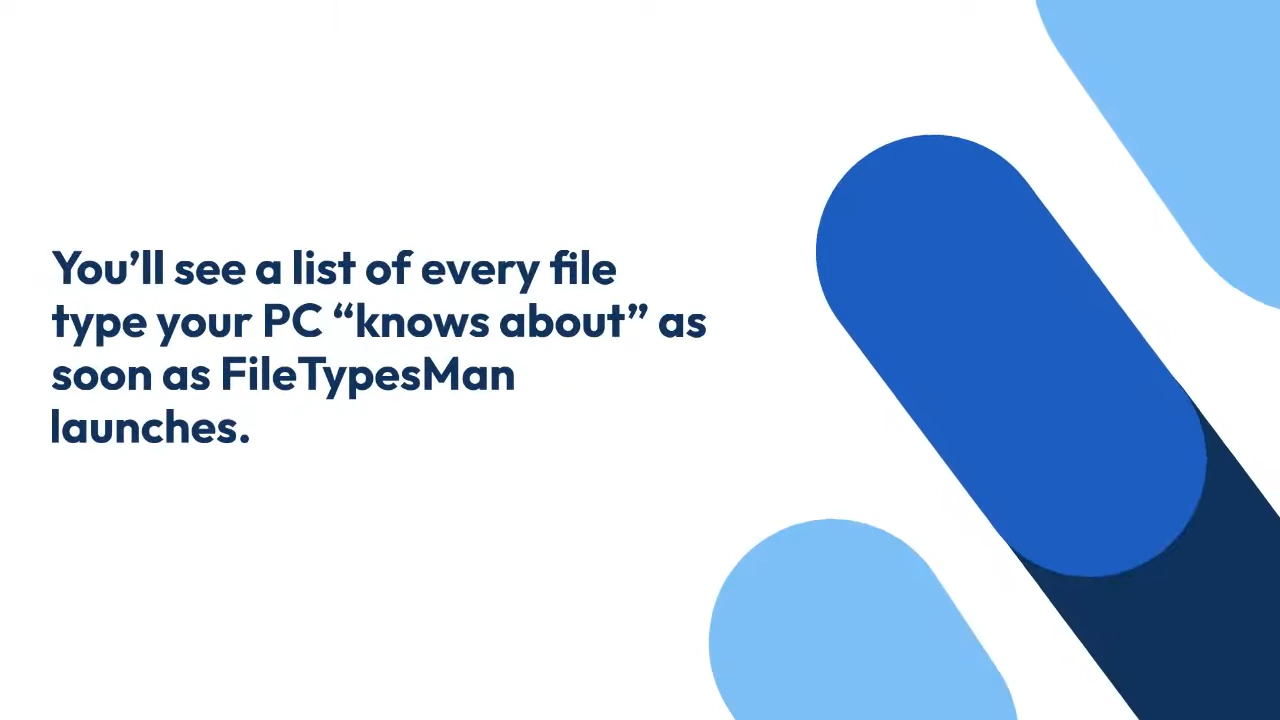 You’ll see a list of every file
type your PC “knows about” as
soon as FileTypesMan
launches.